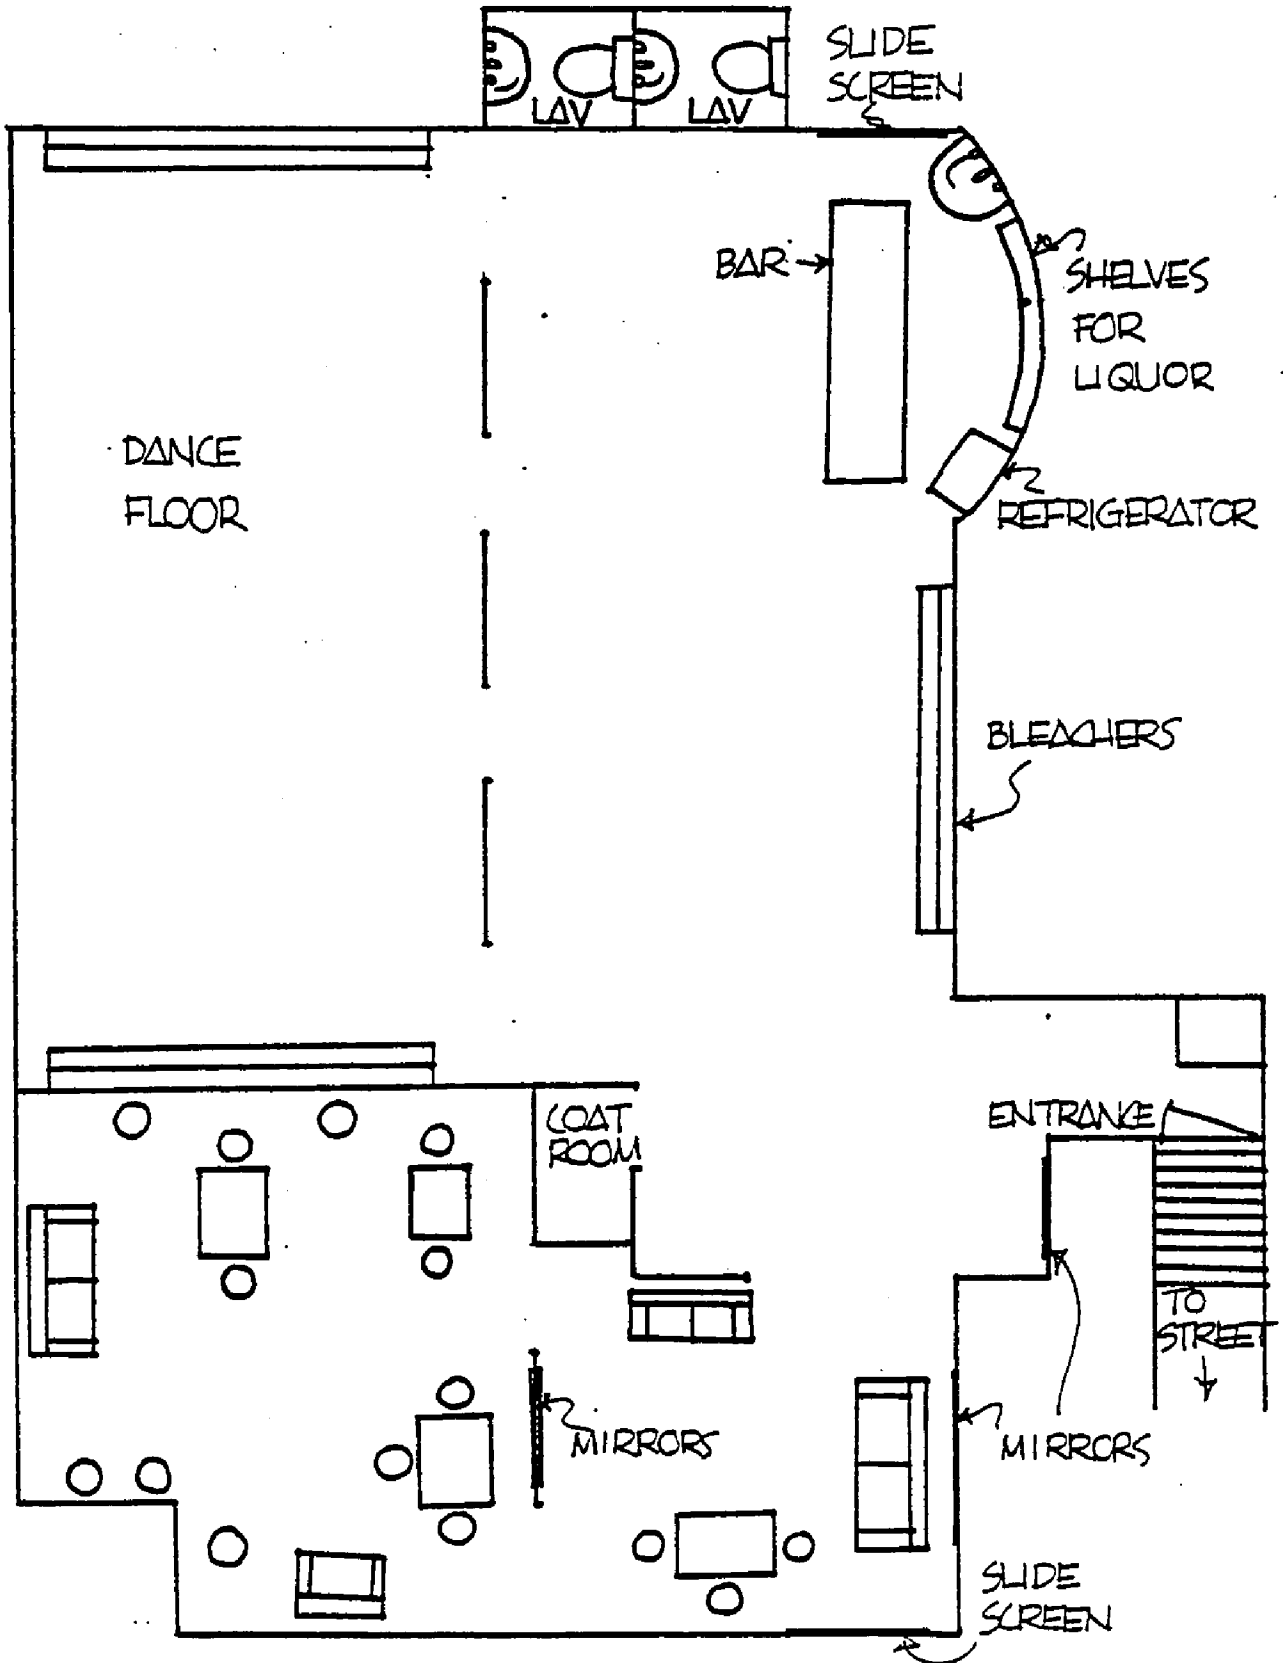 SLIDE
SCREEN
LAV
LAV
BAR
SHELVES
FOR
LIQUOR
DANCE
FLOOR
REFRIGERATOR
BLEACHERS
ENTRANCE
COAT
ROOM
TO
STREET
MIRRORS
MIRRORS
SLIDE
SCREEN